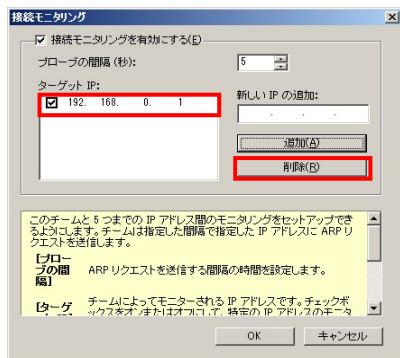 接続モニタリング
接続モニタリングを有効にする(E)
プローブの間隔 (秒):
5
ターゲット IP:
192. 168. 0. 1
新しい IP の追加:
追加(A)
削除(R)
このチームと 5 つまでの IP アドレス間のモニタリングをセットアップでき
るようにします。チームは指定した間隔で指定した IP アドレスに ARP リ
クエストを送信します。
[プロー
ブの間
隔]
ARP リクエストを送信する間隔の時間を設定します。
[ターゲ
チームによってモニターされる IP アドレスです。チェックボ
ックスをオンまたはオフにして、特定の IP アドレスのモニタ
OK
キャンセル